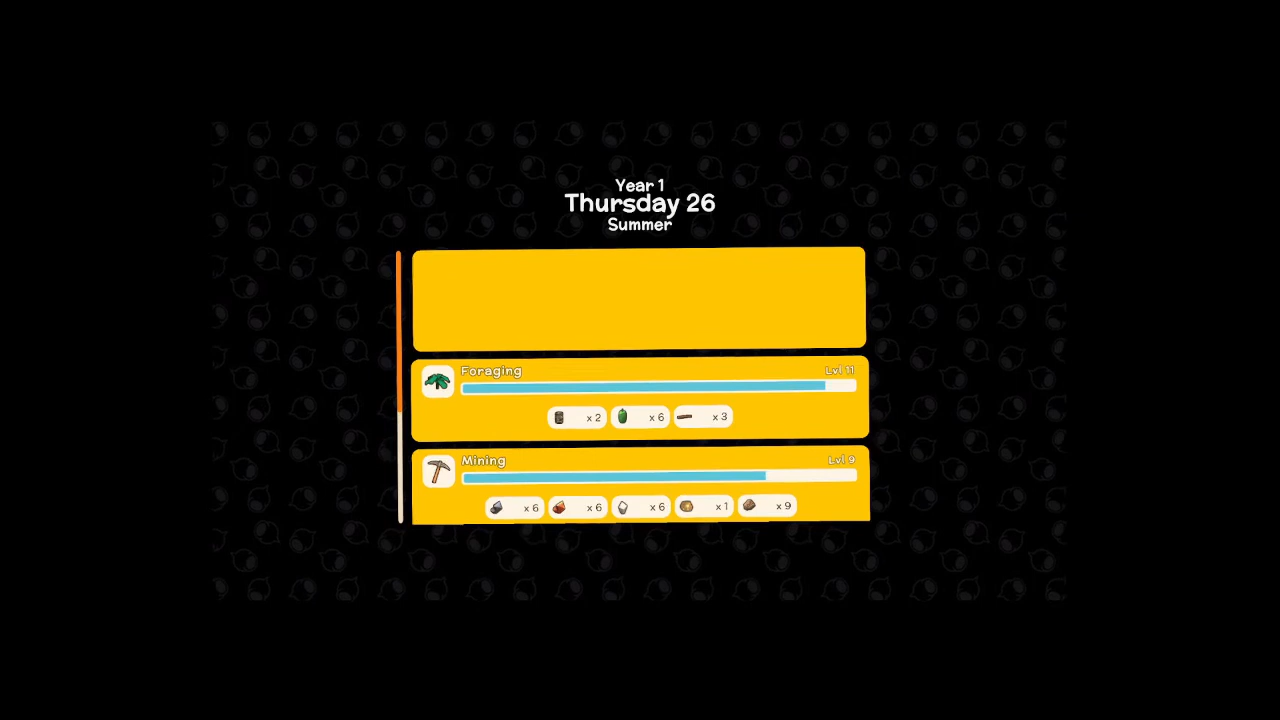 Year 1
Thursday 26
Summer
Foraging Lvl 11
x 2 x 6 x 3
Mining Lvl 9
x 6 x 6 x 6 x 1 x 9